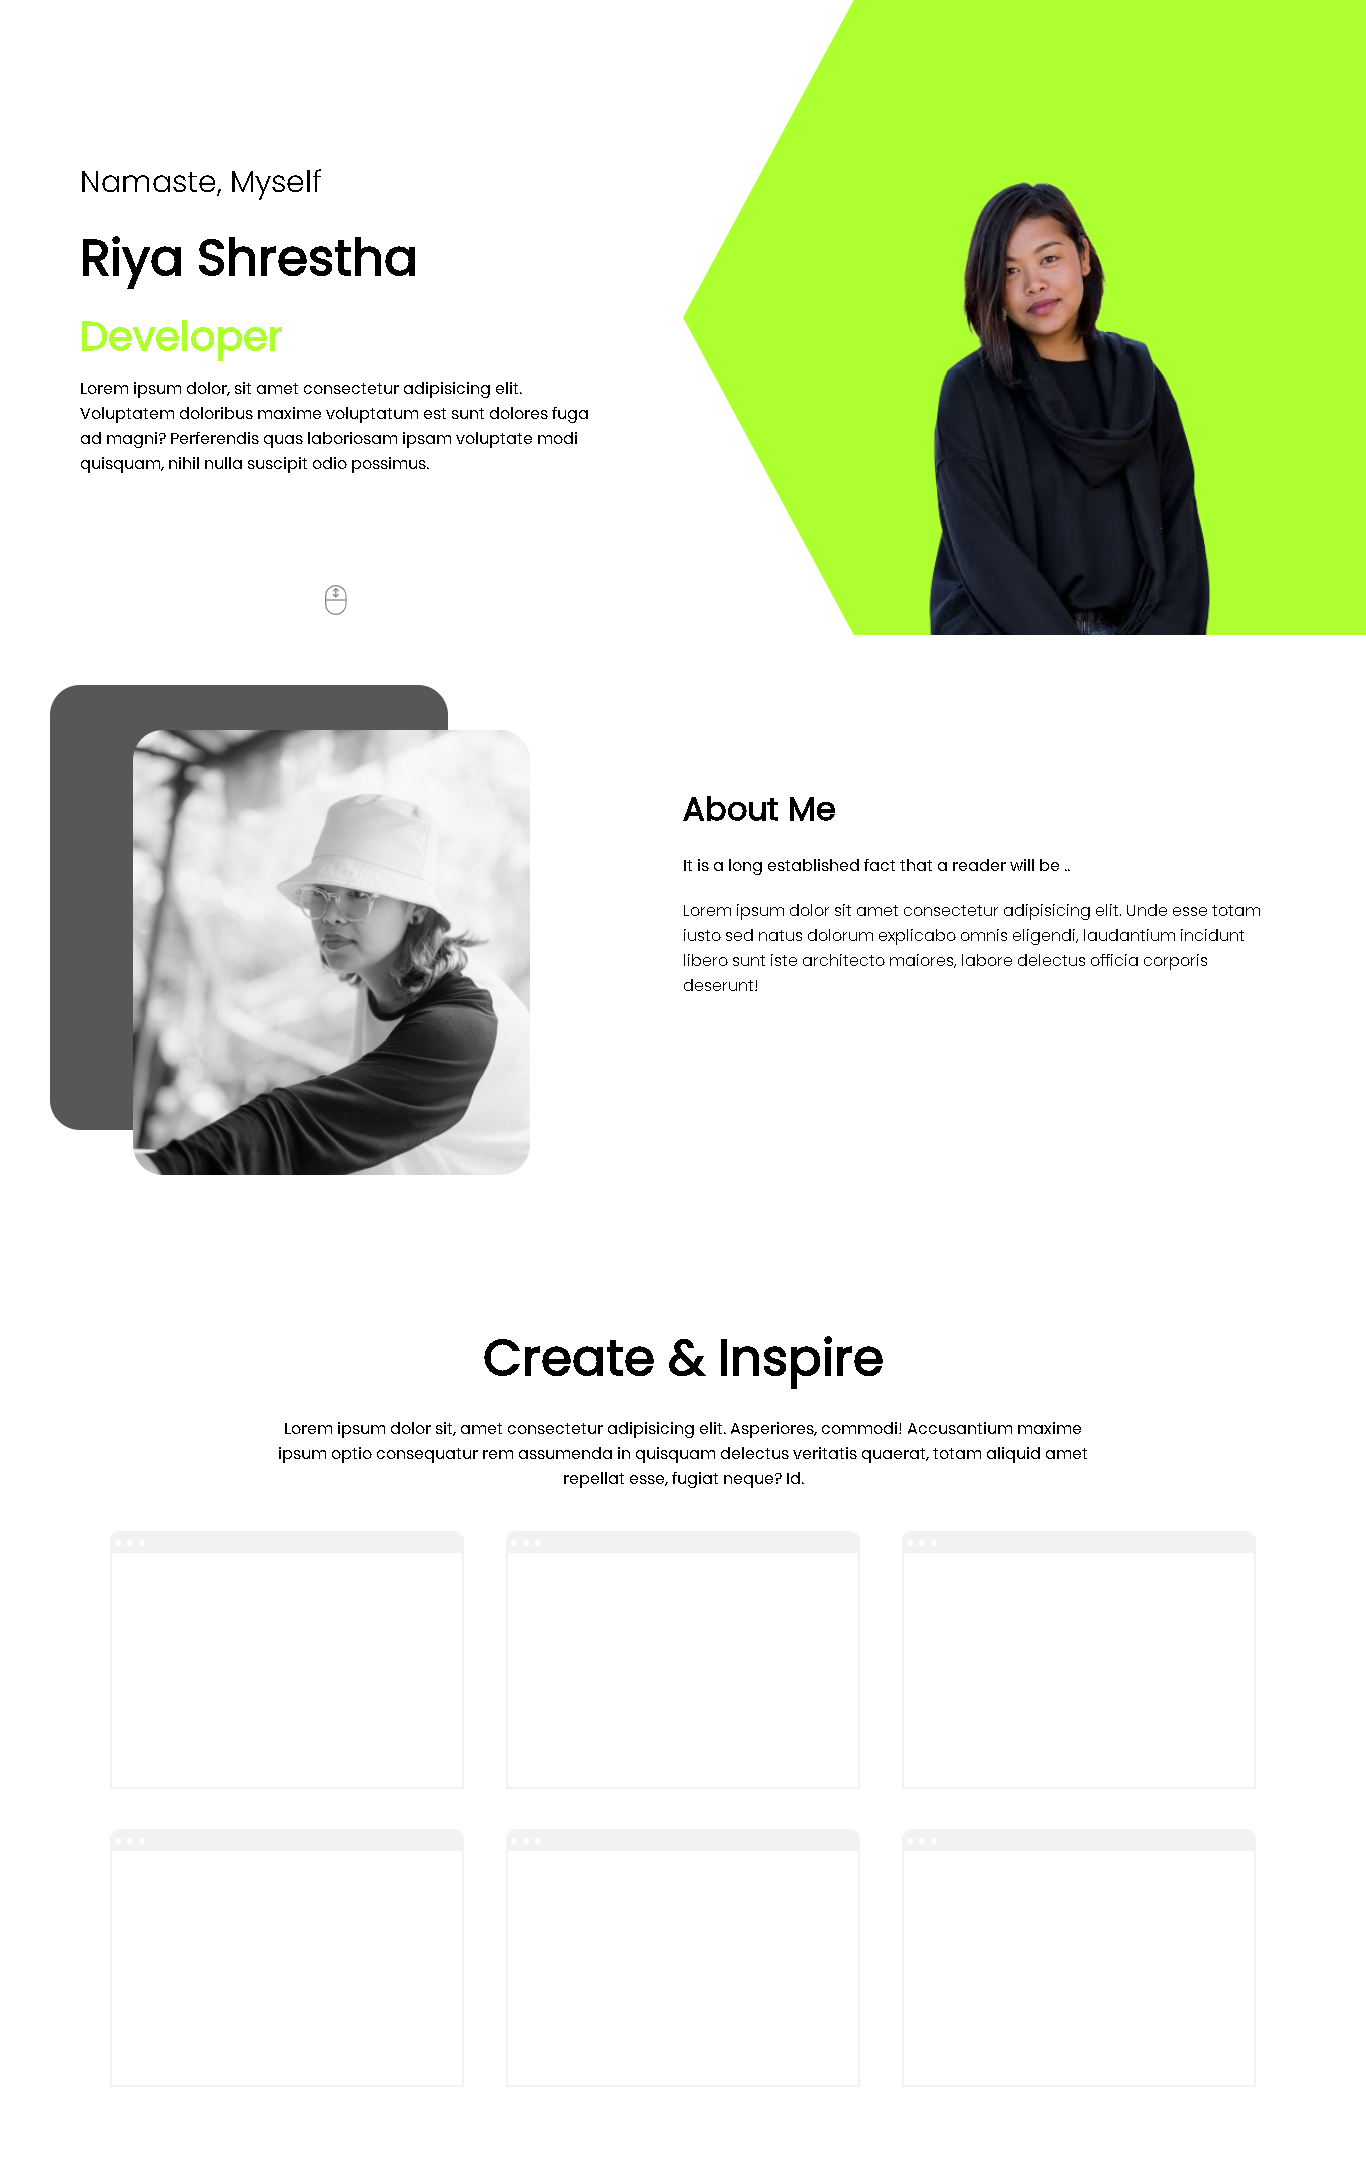 Namaste, Myself
Riya Shrestha
Developer
Lorem ipsum dolor, sit amet consectetur adipisicing elit.
Voluptatem doloribus maxime voluptatum est sunt dolores fuga
ad magni? Perferendis quas laboriosam ipsam voluptate modi
quisquam, nihil nulla suscipit odio possimus.
About Me
It is a long established fact that a reader will be ..
Lorem ipsum dolor sit amet consectetur adipisicing elit. Unde esse totam
iusto sed natus dolorum explicabo omnis eligendi, laudantium incidunt
libero sunt iste architecto maiores, labore delectus officia corporis
deserunt!
Create & Inspire
Lorem ipsum dolor sit, amet consectetur adipisicing elit. Asperiores, commodi! Accusantium maxime
ipsum optio consequatur rem assumenda in quisquam delectus veritatis quaerat, totam aliquid amet
repellat esse, fugiat neque? Id.